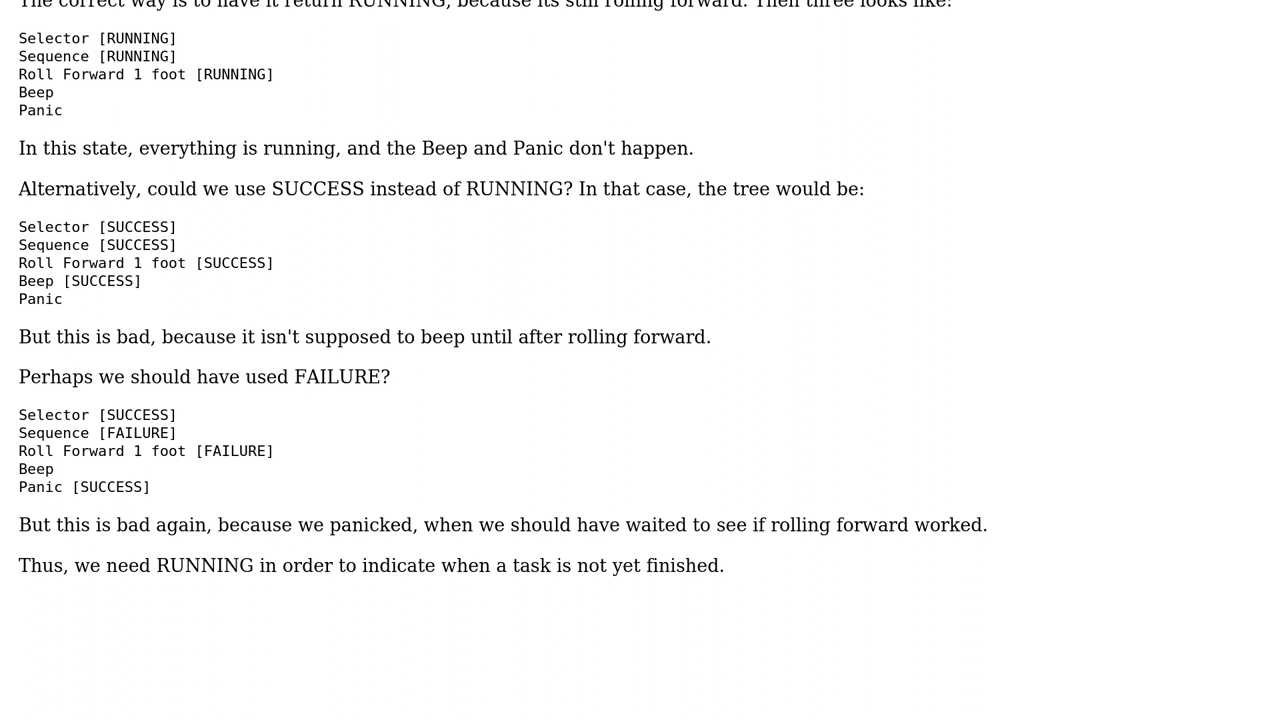 The correct way is to have it return RUNNING, because its still rolling forward. Then three looks like:
Selector [RUNNING]
Sequence [RUNNING]
Roll Forward 1 foot [RUNNING]
Beep
Panic
In this state, everything is running, and the Beep and Panic don't happen.
Alternatively, could we use SUCCESS instead of RUNNING? In that case, the tree would be:
Selector [SUCCESS]
Sequence [SUCCESS]
Roll Forward 1 foot [SUCCESS]
Beep [SUCCESS]
Panic
But this is bad, because it isn't supposed to beep until after rolling forward.
Perhaps we should have used FAILURE?
Selector [SUCCESS]
Sequence [FAILURE]
Roll Forward 1 foot [FAILURE]
Beep
Panic [SUCCESS]
But this is bad again, because we panicked, when we should have waited to see if rolling forward worked.
Thus, we need RUNNING in order to indicate when a task is not yet finished.